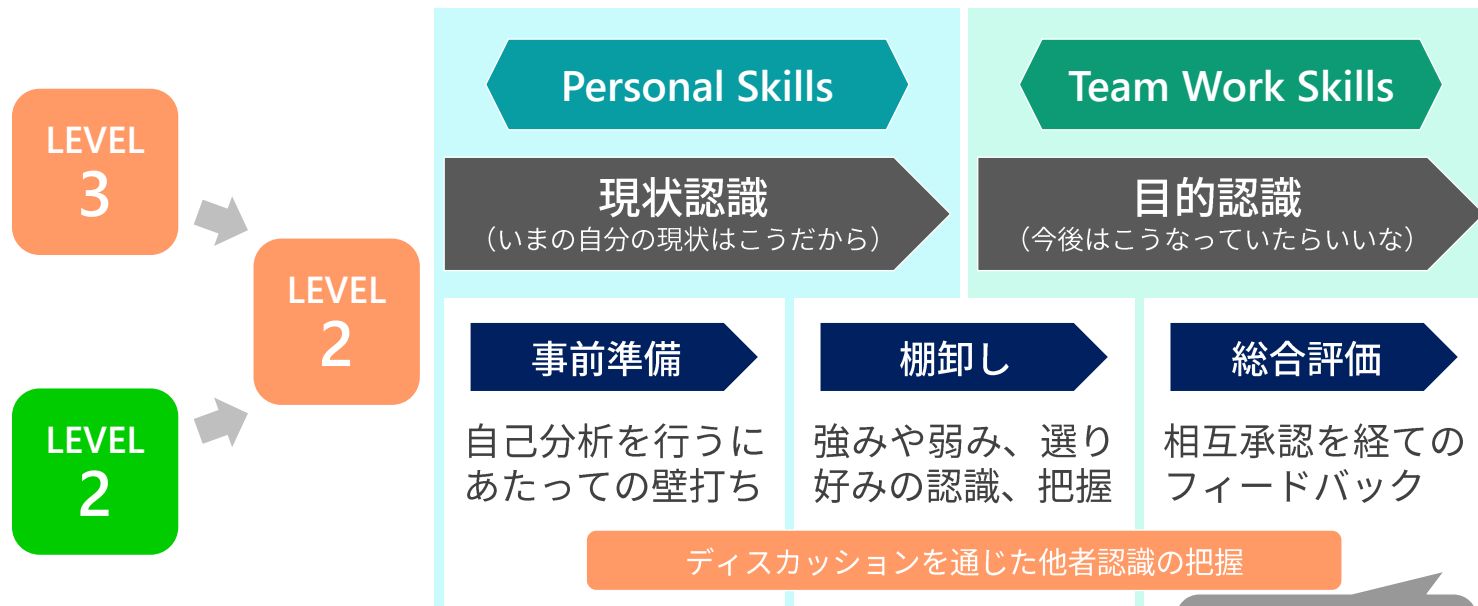 LEVEL
3
LEVEL
2
LEVEL
2
Personal Skills
Team Work Skills
現状認識
（いまの自分の現状はこうだから）
目的認識
（今後はこうなっていたらいいな）
事前準備
自己分析を行うに
あたっての壁打ち
棚卸し
強みや弱み、選り
好みの認識、把握
総合評価
相互承認を経ての
フィードバック
ディスカッションを通じた他者認識の把握